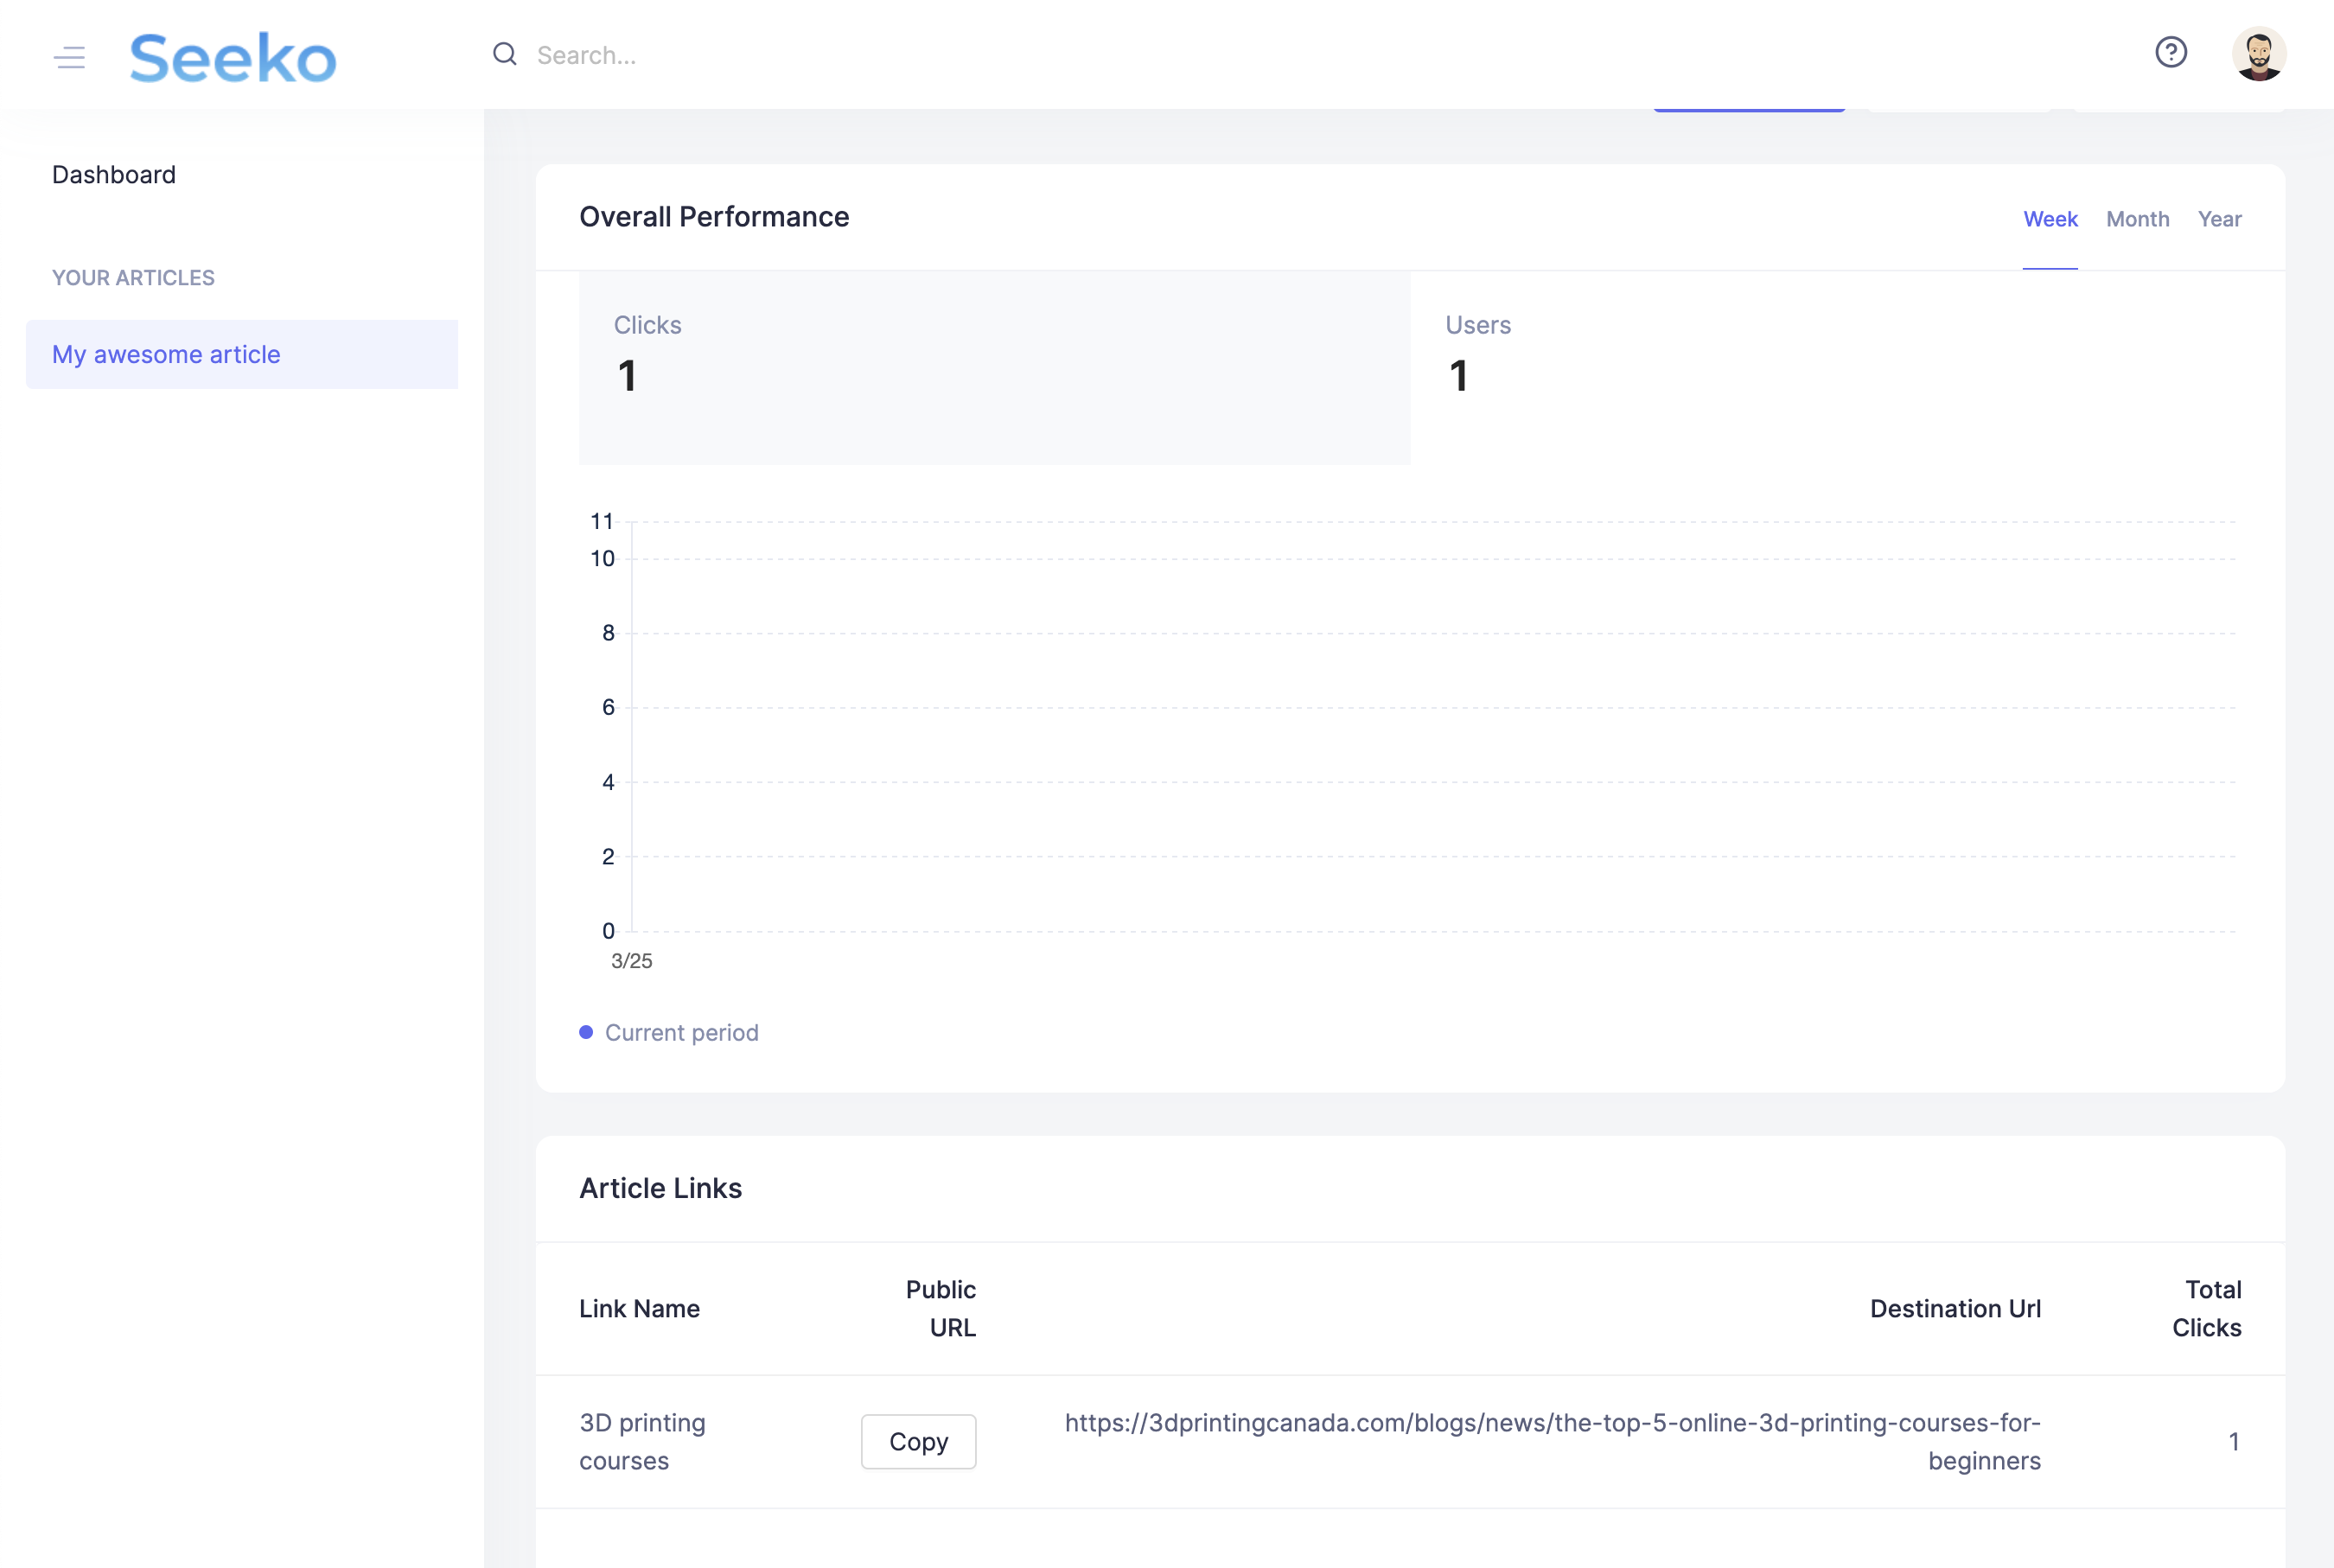 Seeko
Search...
Dashboard
YOUR ARTICLES
My awesome article
Overall Performance
Week Month Year
Clicks
1
Users
1
11
10
8
6
4
2
0
3/25
Current period
Article Links
Link Name
Public
URL
Destination Url
Total
Clicks
3D printing
courses
Copy
https://3dprintingcanada.com/blogs/news/the-top-5-online-3d-printing-courses-for-
beginners
1